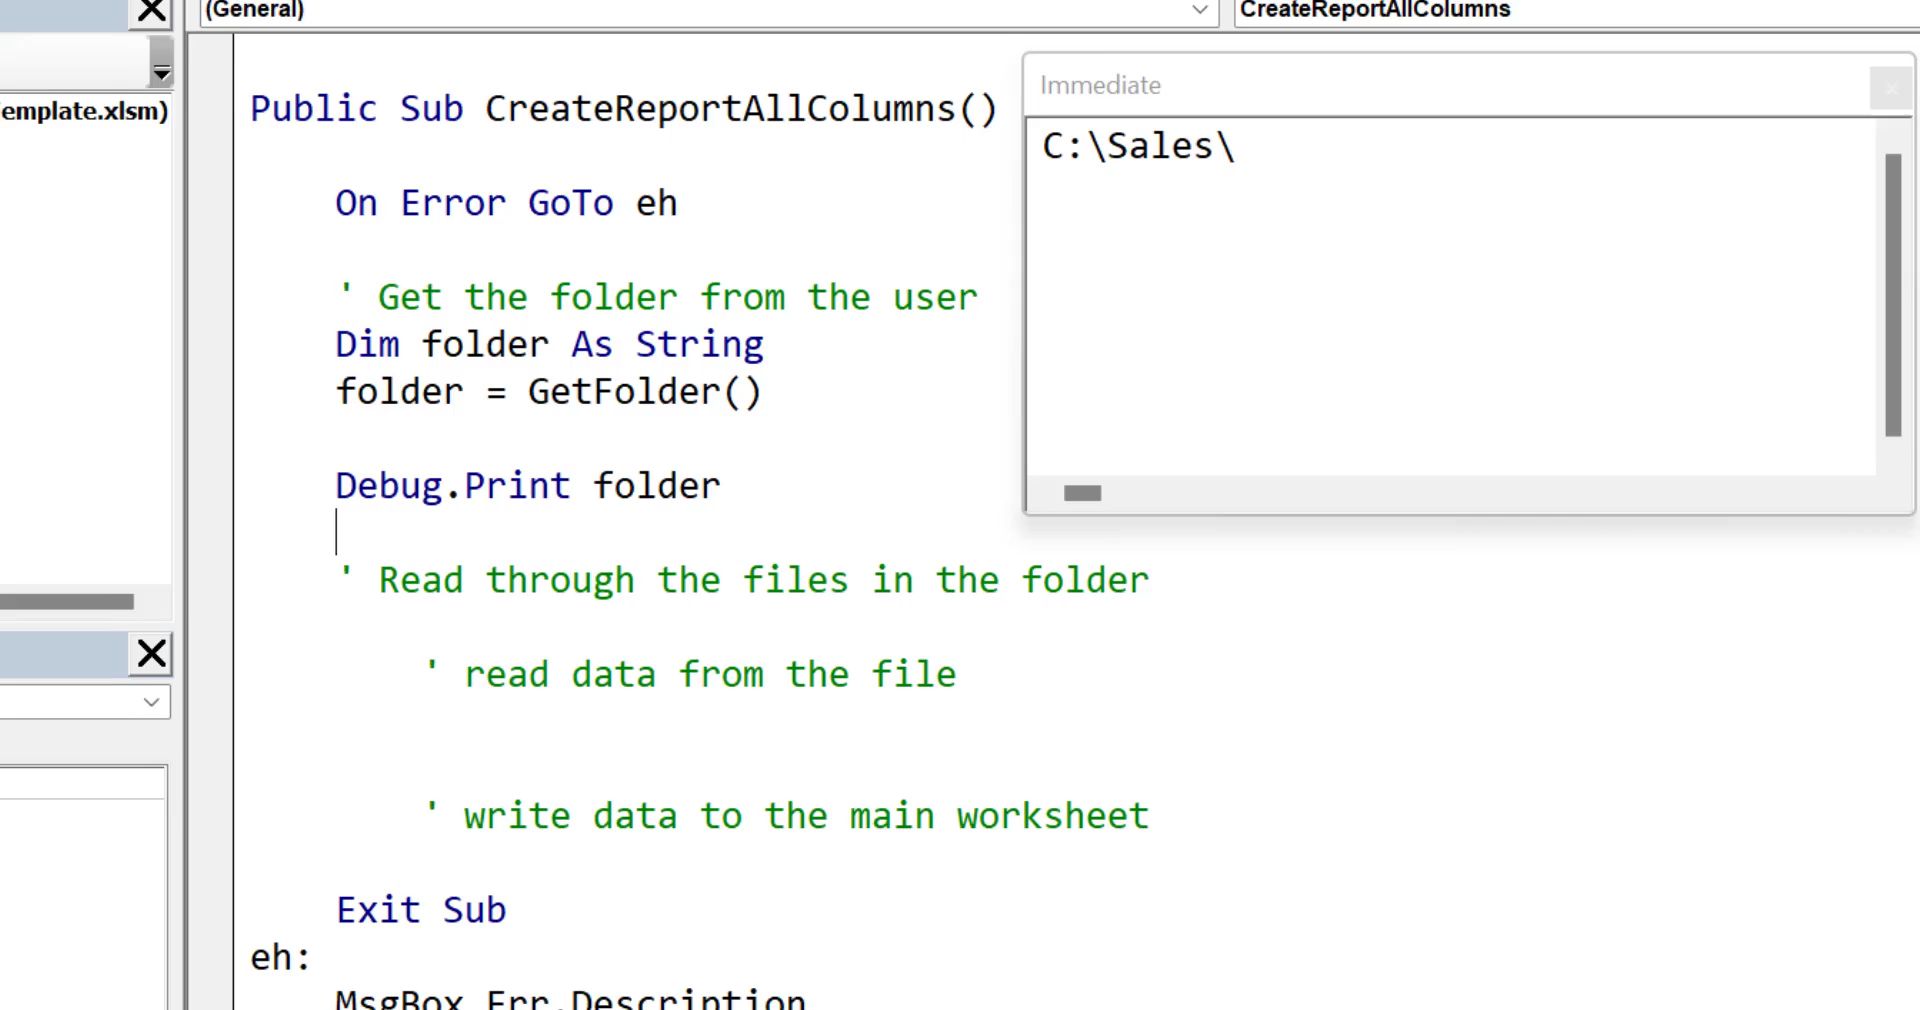 (General)
CreateReportAllColumns
emplate.xlsm)
Public Sub CreateReportAllColumns()
On Error GoTo eh
' Get the folder from the user
Dim folder As String
folder = GetFolder()
Debug.Print folder
' Read through the files in the folder
' read data from the file
' write data to the main worksheet
Exit Sub
eh:
MsgBox Err.Description
Immediate
C:\Sales\